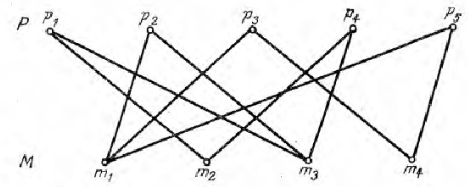 P p₁ p₂ p₃ p₄ p₅
M m₁ m₂ m₃ m₄